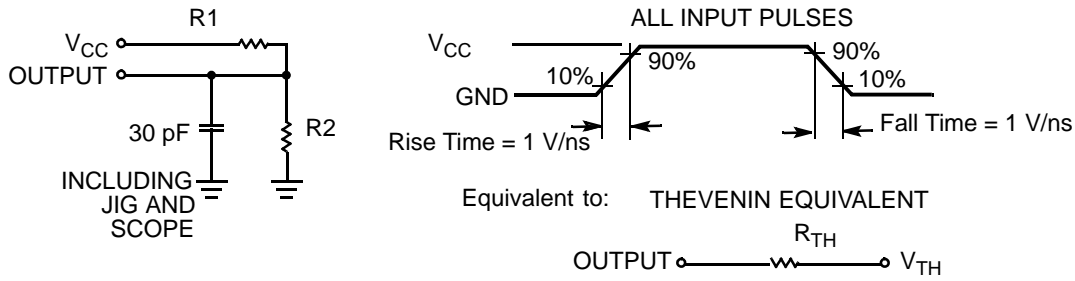 R1
VCC
OUTPUT
30 pF
R2
INCLUDING
JIG AND
SCOPE
ALL INPUT PULSES
VCC
90%
90%
10%
10%
GND
Rise Time = 1 V/ns
Fall Time = 1 V/ns
Equivalent to: THEVENIN EQUIVALENT
RTH
OUTPUT
VTH